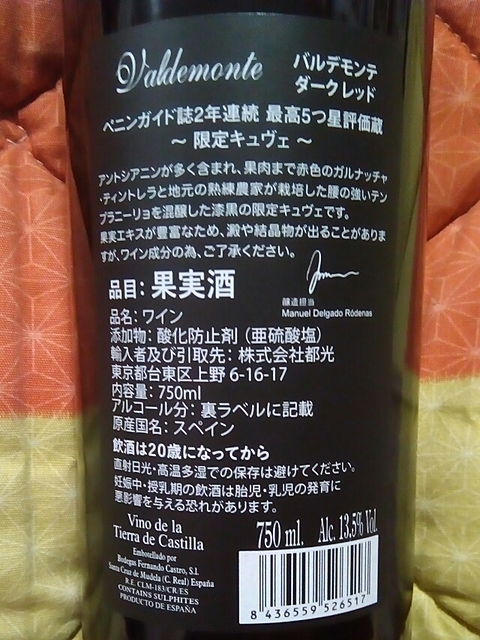 Valdemonte
バルデモンテ
ダークレッド
ペニンガイド誌2年連続 最高5つ星評価蔵
～ 限定キュヴェ ～
アントシアニンが多く含まれ、果肉まで赤色のガルナッチャ
・ティントレラと地元の熟練農家が栽培した腰の強いテン
プラニーリョを混醸した漆黒の限定キュヴェです。
果実エキスが豊富なため、澱や結晶物が出ることがありま
すが、ワイン成分の為、ご了承ください。
品目: 果実酒
醸造担当
Manuel Delgado Ródenas
品名: ワイン
添加物: 酸化防止剤 (亜硫酸塩)
輸入者及び引取先: 株式会社都光
東京都台東区上野 6-16-17
内容量: 750ml
アルコール分: 裏ラベルに記載
原産国名: スペイン
飲酒は20歳になってから
直射日光・高温多湿での保存は避けてください。
妊娠中・授乳期の飲酒は胎児・乳児の発育に
悪影響を与える恐れがあります。
Vino de la
Tierra de Castilla
Embotellado por
Bodegas Fernando Castro, S.L.
Santa Cruz de Mudela (C. Real) España
R.E. CLM-183/CR/ES
CONTAINS SULPHITES
PRODUCTO DE ESPAÑA
750 ml. Alc. 13,5% Vol.
8 436559 526517